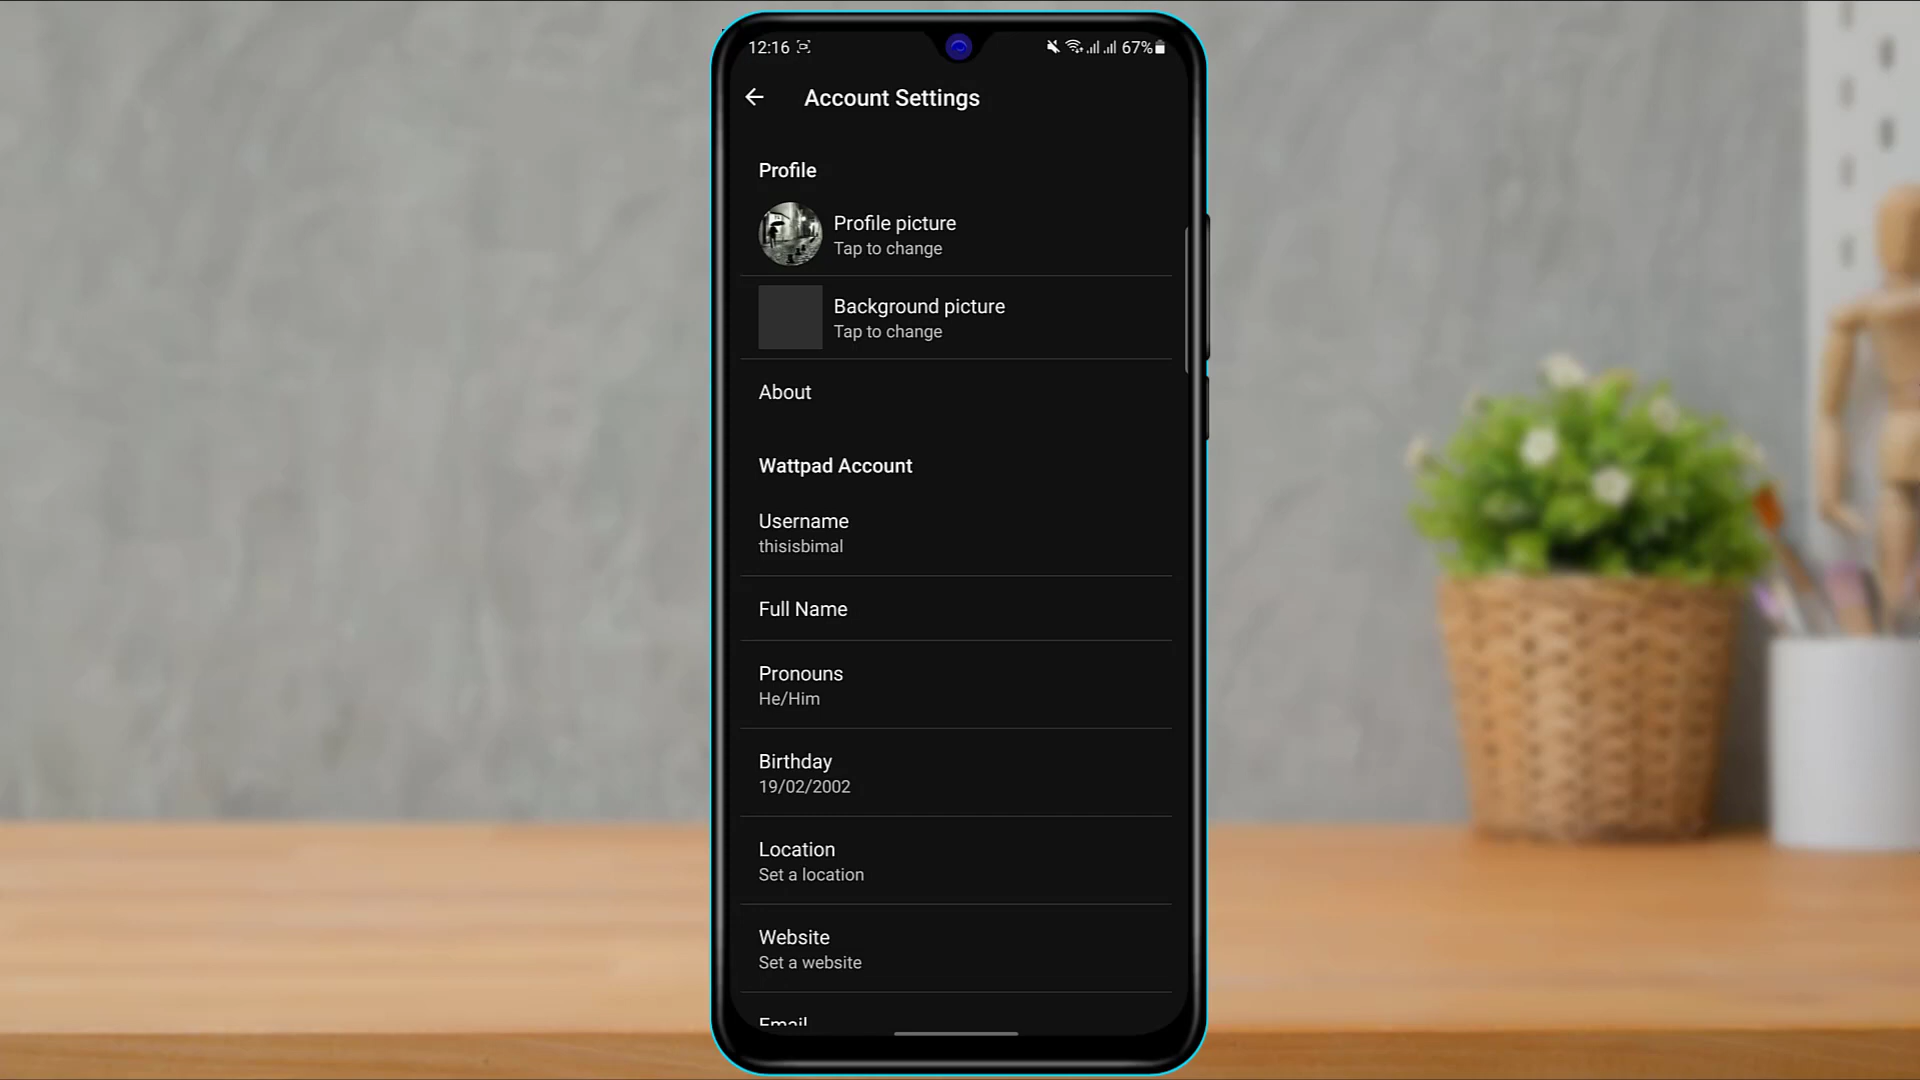 12:16
67%
Account Settings
Profile
Profile picture
Tap to change
Background picture
Tap to change
About
Wattpad Account
Username
thisisbimal
Full Name
Pronouns
He/Him
Birthday
19/02/2002
Location
Set a location
Website
Set a website
Email